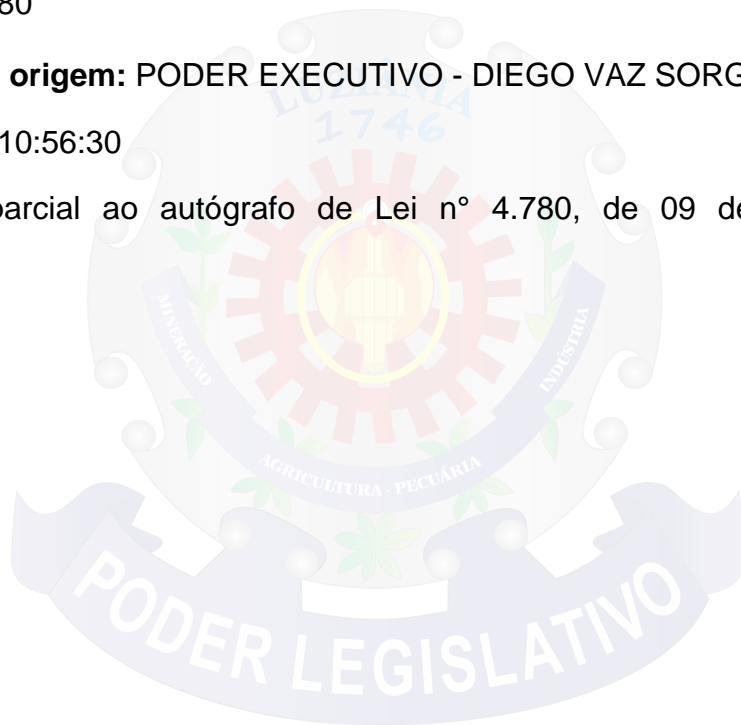 80
origem: PODER EXECUTIVO - DIEGO VAZ SORG
10:56:30
parcial ao autógrafo de Lei n° 4.780, de 09 de
LUZIÂNIA
1746
MINERAÇÃO
INDÚSTRIA
AGRICULTURA - PECUÁRIA
PODER LEGISLATIVO